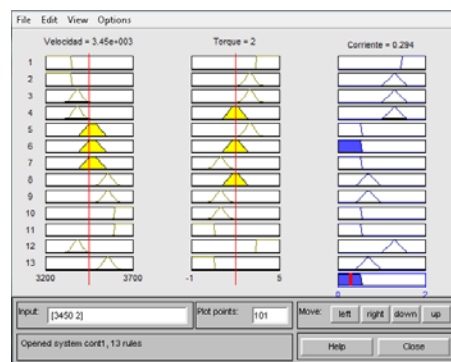 File Edit View Options
Velocidad = 3.45e+003 Torque = 2 Corriente = 0.294
1
2
3
4
5
6
7
8
9
10
11
12
13
3200 3700 -1 5
0 2
Input: [3450 2] Plot points: 101 Move: left right down up
Opened system cont1, 13 rules Help Close